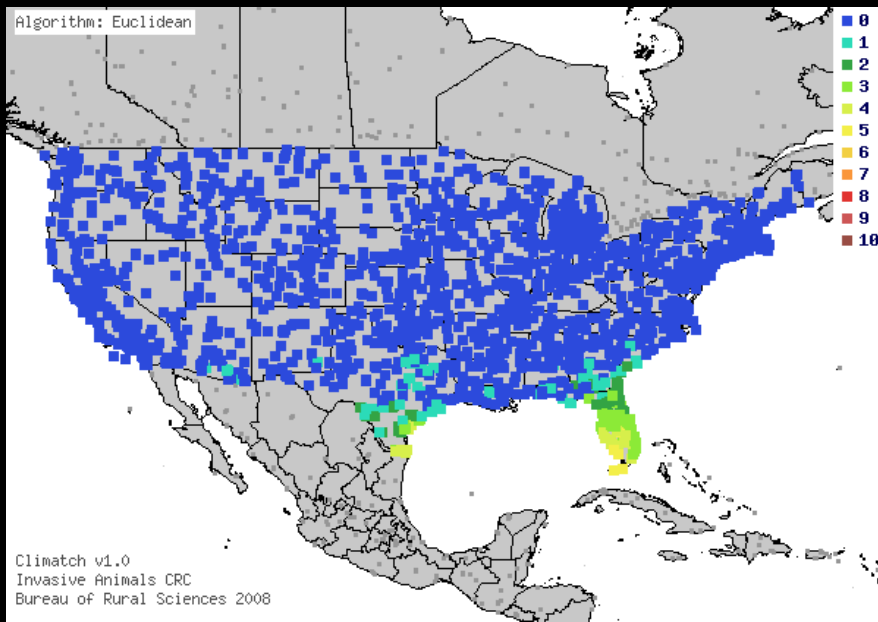 Algorithm: Euclidean
0
1
2
3
4
5
6
7
8
9
10
Climatch v1.0
Invasive Animals CRC
Bureau of Rural Sciences 2008